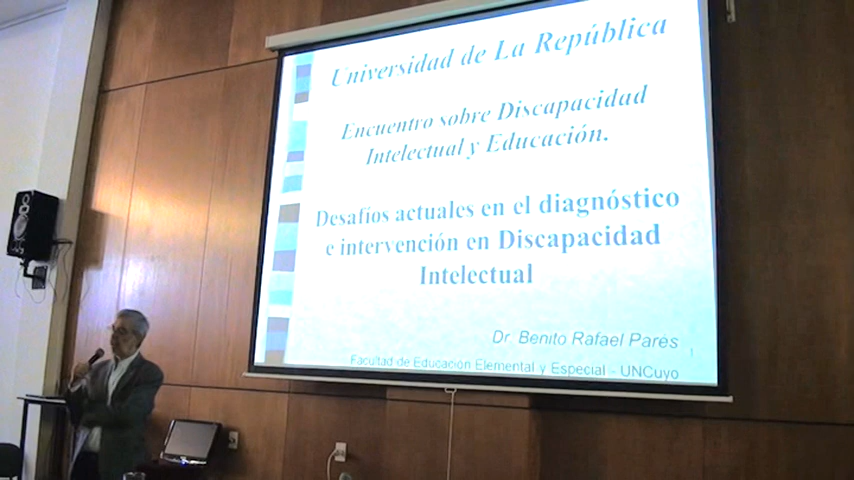 Universidad de La República
Encuentro sobre Discapacidad
Intelectual y Educación.
Desafíos actuales en el diagnóstico
e intervención en Discapacidad
Intelectual
Dr. Benito Rafael Parés
Facultad de Educación Elemental y Especial - UNCuyo